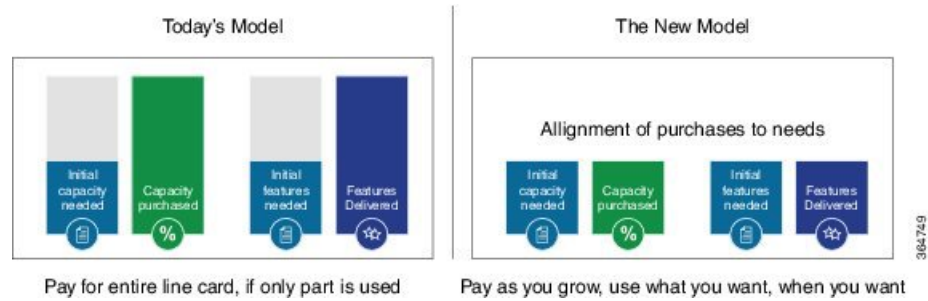 Today's Model
The New Model
Initial
capacity
needed
%
Capacity
purchased
Initial
features
needed
Features
Delivered
Allignment of purchases to needs
Initial
capacity
needed
Capacity
purchased
%
Initial
features
needed
Features
Delivered
364749
Pay for entire line card, if only part is used
Pay as you grow, use what you want, when you want